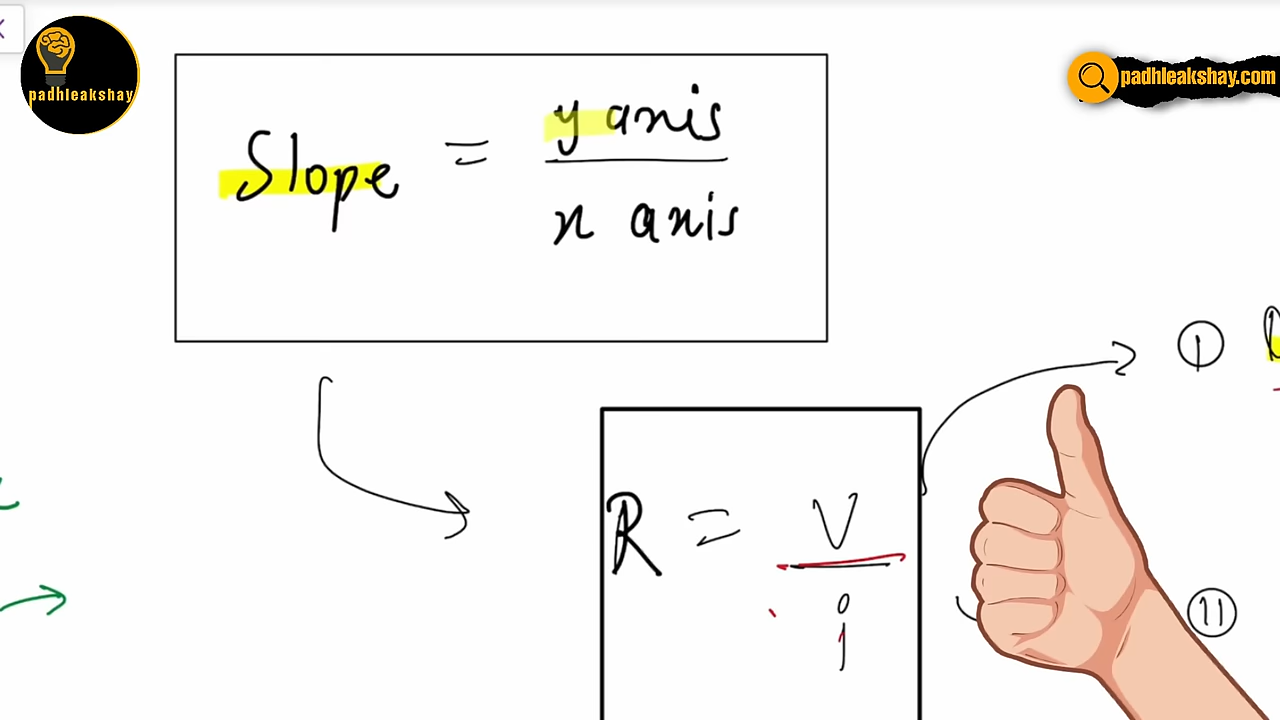 padhleakshay
padhleakshay.com
Slope = y axis
x axis
R = V
i
1
11